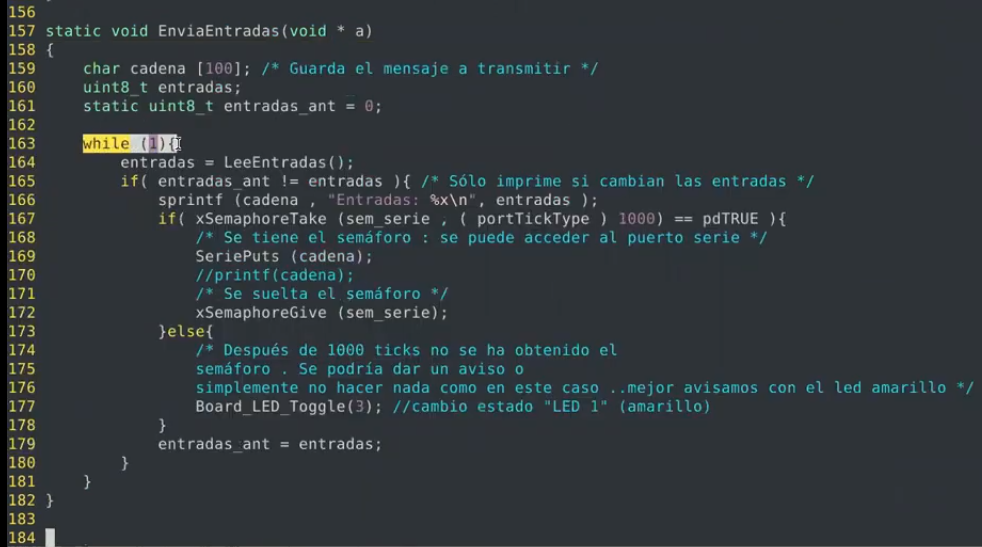 156
157 static void EnviaEntradas(void * a)
158 {
159     char cadena [100]; /* Guarda el mensaje a transmitir */
160     uint8_t entradas;
161     static uint8_t entradas_ant = 0;
162
163     while (1){
164         entradas = LeeEntradas();
165         if( entradas_ant != entradas ){ /* Sólo imprime si cambian las entradas */
166             sprintf (cadena , "Entradas: %x\n", entradas );
167             if( xSemaphoreTake (sem_serie , ( portTickType ) 1000) == pdTRUE ){
168                 /* Se tiene el semáforo : se puede acceder al puerto serie */
169                 SeriePuts (cadena);
170                 //printf(cadena);
171                 /* Se suelta el semáforo */
172                 xSemaphoreGive (sem_serie);
173             }else{
174                 /* Después de 1000 ticks no se ha obtenido el
175                 semáforo . Se podría dar un aviso o
176                 simplemente no hacer nada como en este caso ..mejor avisamos con el led amarillo */
177                 Board_LED_Toggle(3); //cambio estado "LED 1" (amarillo)
178             }
179             entradas_ant = entradas;
180         }
181     }
182 }
183
184